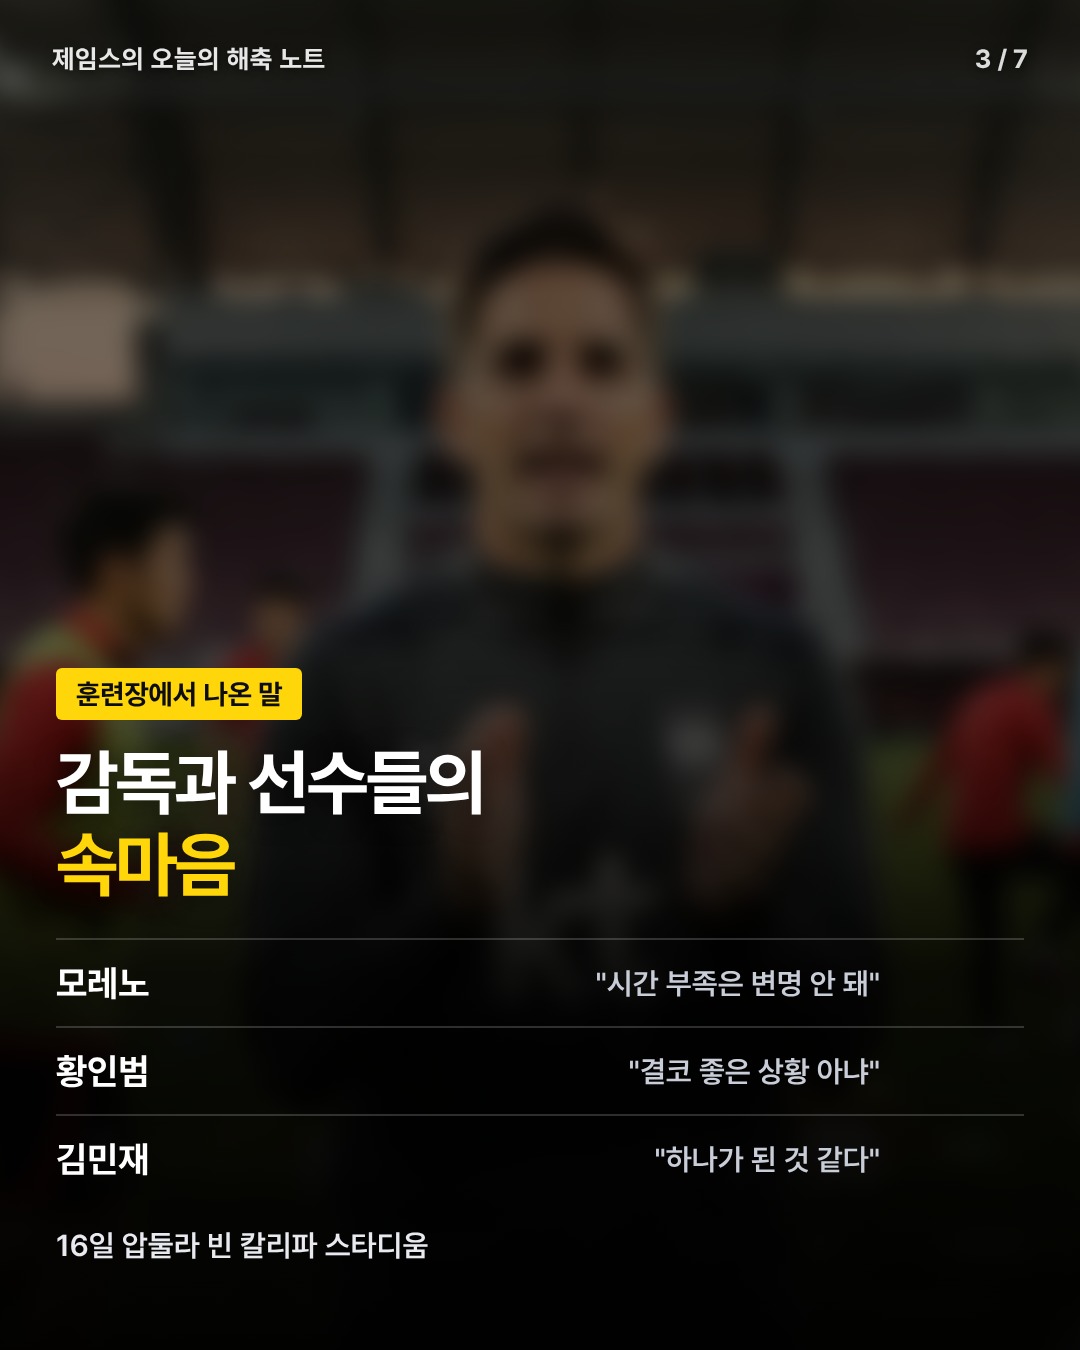 제임스의 오늘의 해축 노트
3 / 7
훈련장에서 나온 말
감독과 선수들의
속마음
모레노 "시간 부족은 변명 안 돼"
황인범 "결코 좋은 상황 아냐"
김민재 "하나가 된 것 같다"
16일 압둘라 빈 칼리파 스타디움